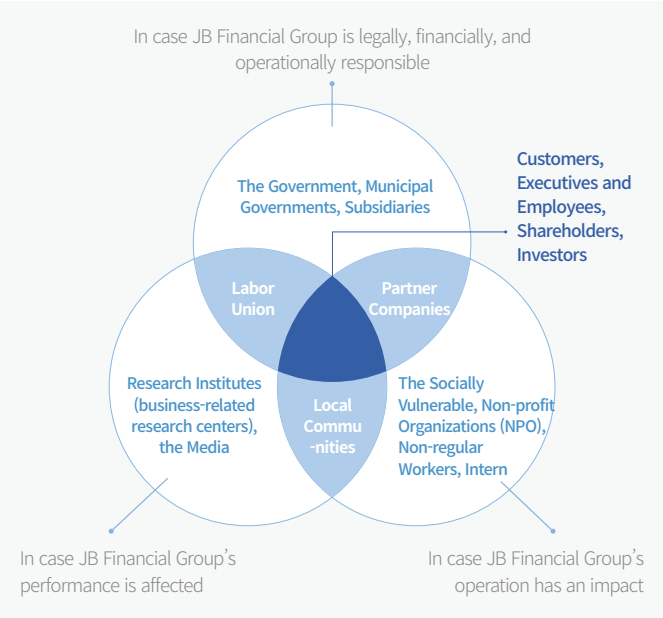 In case JB Financial Group is legally, financially, and
operationally responsible
Customers,
Executives and
Employees,
Shareholders,
Investors
The Government, Municipal
Governments, Subsidiaries
Labor
Union
Partner
Companies
Research Institutes
(business-related
research centers),
the Media
Local
Commu
-nities
The Socially
Vulnerable, Non-profit
Organizations (NPO),
Non-regular
Workers, Intern
In case JB Financial Group’s
performance is affected
In case JB Financial Group’s
operation has an impact